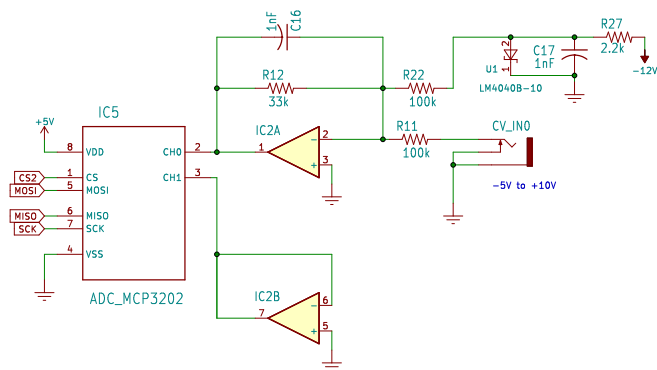 1nF
C16
R12
33k
R22
100k
2
1
U1
LM4040B-10
C17
1nF
R27
2.2k
-12V
IC5
+5V
8
VDD
CH0
2
1
IC2A
2
3
-
+
R11
100k
CV_IN0
-5V to +10V
CS2
1
CS
CH1
3
MOSI
5
MOSI
MISO
6
MISO
SCK
7
SCK
4
VSS
ADC_MCP3202
IC2B
7
6
5
-
+